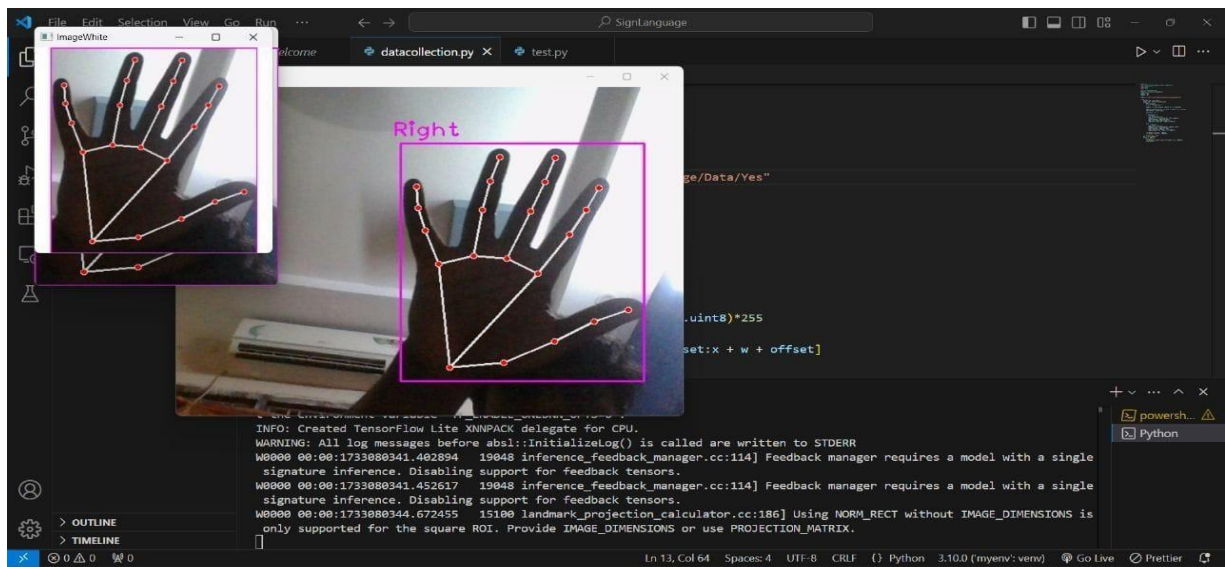 File Edit Selection View Go Run ... SignLanguage
ImageWhite
elcome datacollection.py test.py
Right
ge/Data/Yes"
.uint8)*255
set:x + w + offset]
INFO: Created TensorFlow Lite XNNPACK delegate for CPU.
WARNING: All log messages before absl::InitializeLog() is called are written to STDERR
W0000 00:00:1733080341.402894 19048 inference_feedback_manager.cc:114] Feedback manager requires a model with a single
signature inference. Disabling support for feedback tensors.
W0000 00:00:1733080341.452617 19048 inference_feedback_manager.cc:114] Feedback manager requires a model with a single
signature inference. Disabling support for feedback tensors.
W0000 00:00:1733080344.672455 15100 landmark_projection_calculator.cc:186] Using NORM_RECT without IMAGE_DIMENSIONS is
only supported for the square ROI. Provide IMAGE_DIMENSIONS or use PROJECTION_MATRIX.
powersh...
Python
> OUTLINE
> TIMELINE
0 0 0 Ln 13, Col 64 Spaces: 4 UTF-8 CRLF {} Python 3.10.0 ('myenv': venv) Go Live Prettier